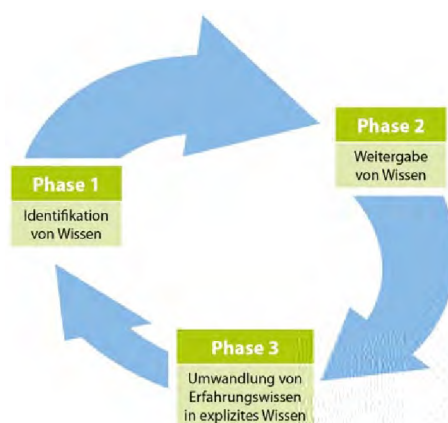 Phase 1
Identifikation
von Wissen
Phase 2
Weitergabe
von Wissen
Phase 3
Umwandlung von
Erfahrungswissen
in explizites Wissen